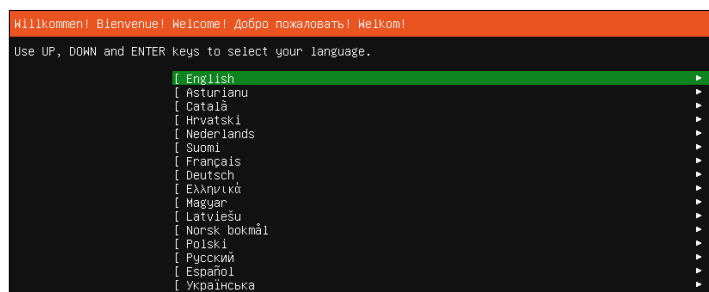 Willkommen! Bienvenue! Welcome! Добро пожаловать! Welkom!
Use UP, DOWN and ENTER keys to select your language.
[ English ►
[ Asturianu ►
[ Català ►
[ Hrvatski ►
[ Nederlands ►
[ Suomi ►
[ Français ►
[ Deutsch ►
[ Ελληνικά ►
[ Magyar ►
[ Latviešu ►
[ Norsk bokmål ►
[ Polski ►
[ Русский ►
[ Español ►
[ Українська ►